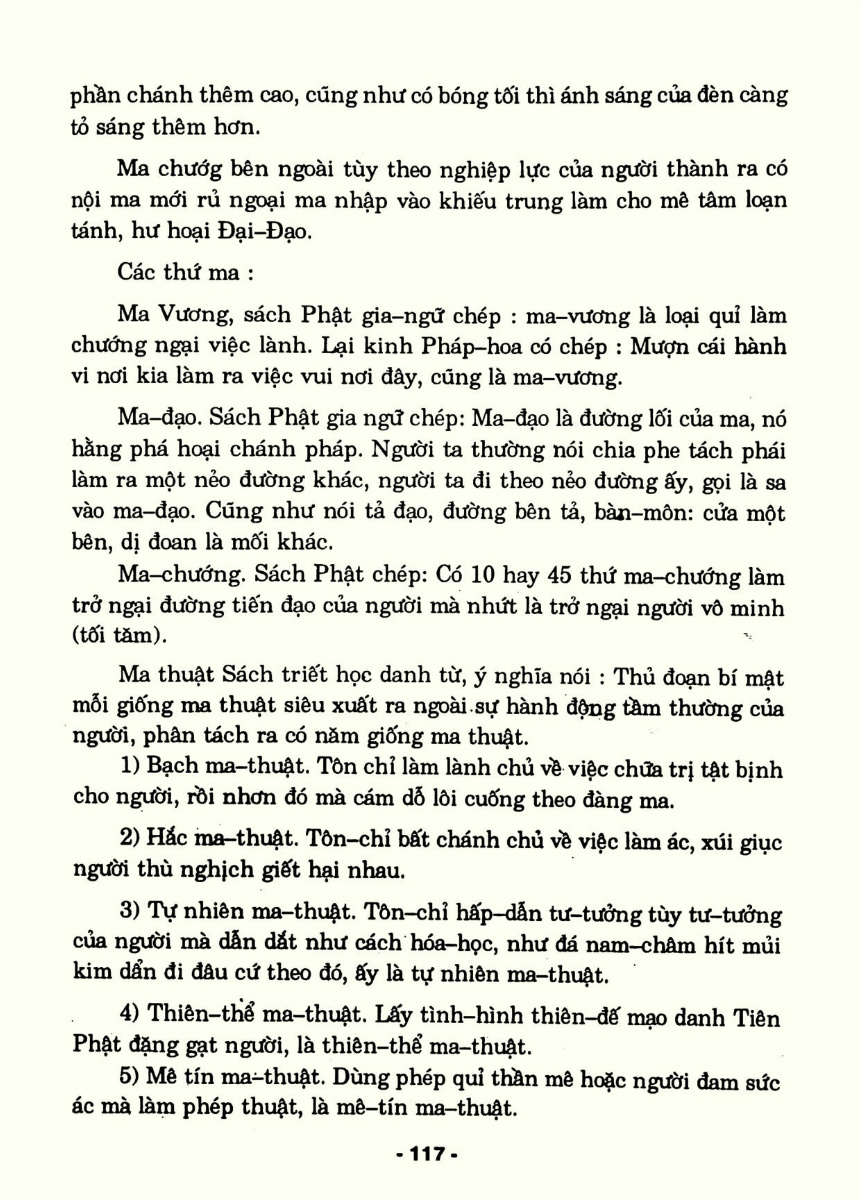 phần chánh thêm cao, cũng như có bóng tối thì ánh sáng của đèn càng
tỏ sáng thêm hơn.
Ma chướg bên ngoài tùy theo nghiệp lực của người thành ra có
nội ma mới rủ ngoại ma nhập vào khiếu trung làm cho mê tâm loạn
tánh, hư hoại Đại–Đạo.
Các thứ ma :
Ma Vương, sách Phật gia–ngữ chép : ma–vương là loại quỉ làm
chướng ngại việc lành. Lại kinh Pháp–hoa có chép : Mượn cái hành
vi nơi kia làm ra việc vui nơi đây, cũng là ma–vương.
Ma–đạo. Sách Phật gia ngữ chép: Ma–đạo là đường lối của ma, nó
hằng phá hoại chánh pháp. Người ta thường nói chia phe tách phái
làm ra một nẻo đường khác, người ta đi theo nẻo đường ấy, gọi là sa
vào ma–đạo. Cũng như nói tả đạo, đường bên tả, bàn–môn: cửa một
bên, dị đoan là mối khác.
Ma–chướng. Sách Phật chép: Có 10 hay 45 thứ ma–chướng làm
trở ngại đường tiến đạo của người mà nhứt là trở ngại người vô minh
(tối tăm).
Ma thuật Sách triết học danh từ, ý nghĩa nói : Thủ đoạn bí mật
mỗi giống ma thuật siêu xuất ra ngoài sự hành động tầm thường của
người, phân tách ra có năm giống ma thuật.
1) Bạch ma–thuật. Tôn chỉ làm lành chủ về việc chữa trị tật bịnh
cho người, rồi nhơn đó mà cám dỗ lôi cuống theo đàng ma.
2) Hắc ma–thuật. Tôn–chỉ bất chánh chủ về việc làm ác, xúi giục
người thù nghịch giết hại nhau.
3) Tự nhiên ma–thuật. Tôn–chỉ hấp–dẫn tư–tưởng tùy tư–tưởng
của người mà dẫn dắt như cách hóa–học, như đá nam–châm hít mủi
kim dẩn đi đâu cứ theo đó, ấy là tự nhiên ma–thuật.
4) Thiên–thể ma–thuật. Lấy tình–hình thiên–đế mạo danh Tiên
Phật đặng gạt người, là thiên–thể ma–thuật.
5) Mê tín ma–thuật. Dùng phép quỉ thần mê hoặc người đam sức
ác mà làm phép thuật, là mê–tín ma–thuật.
- 117 -